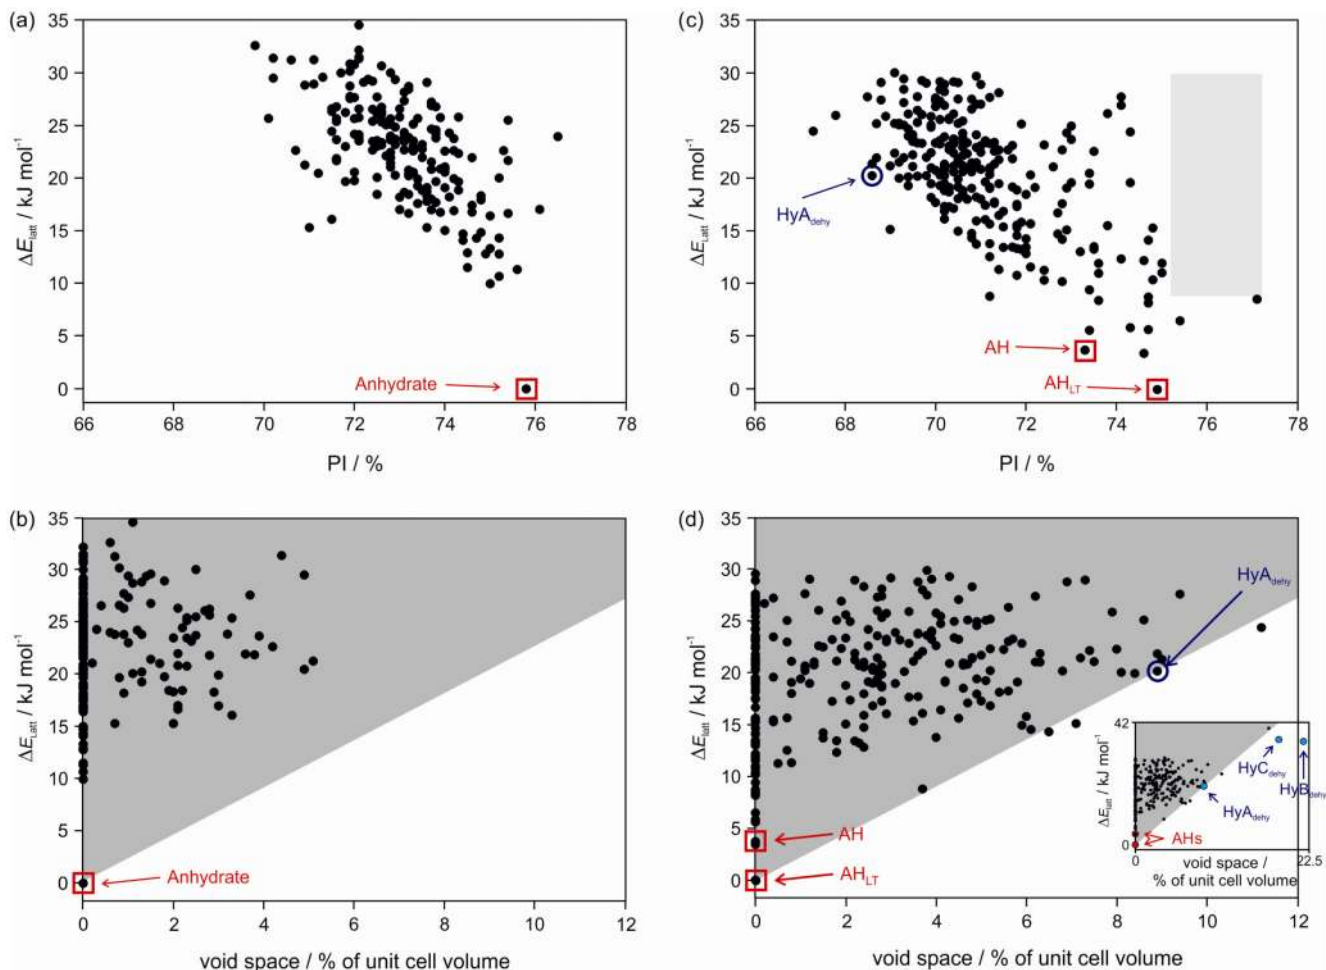 (a)
35
30
25
20
15
10
5
0
ΔE_latt / kJ mol⁻¹
Anhydrate
66 70 72 74 76 78
PI / %
(c)
35
30
25
20
15
10
5
0
ΔE_Latt / kJ mol⁻¹
HyA_dehy
AH
AH_LT
66 68 70 72 74 76 78
PI / %
(b)
35
30
25
20
15
10
5
0
ΔE_Latt / kJ mol⁻¹
Anhydrate
0 2 4 6 8 10 12
void space / % of unit cell volume
(d)
35
30
25
20
15
10
5
0
ΔE_latt / kJ mol⁻¹
HyA_dehy
AH
AH_LT
42
0
ΔE_latt / kJ mol⁻¹
HyC_dehy
HyB_dehy
HyA_dehy
AHs
0 22.5
void space /
% of unit cell volume
0 2 4 6 8 10 12
void space / % of unit cell volume